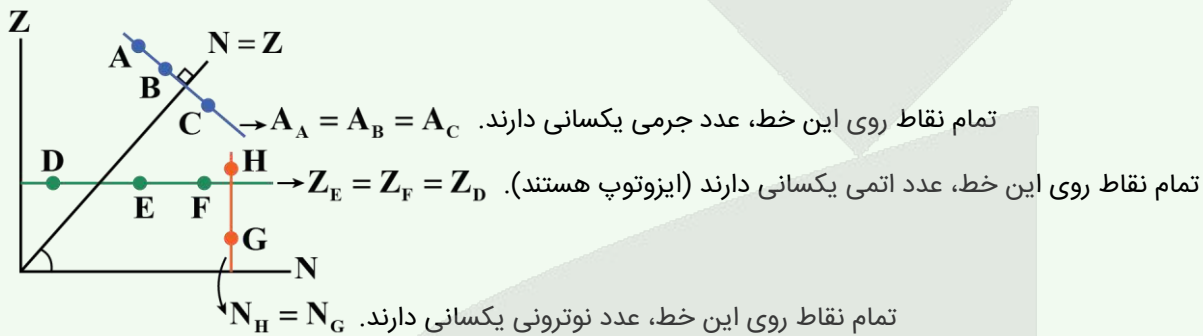 Z
A
N = Z
B
C
A_A = A_B = A_C تمام نقاط روی این خط، عدد جرمی یکسانی دارند.
D
H
Z_E = Z_F = Z_D تمام نقاط روی این خط، عدد اتمی یکسانی دارند (ایزوتوپ هستند).
E
F
G
N
N_H = N_G تمام نقاط روی این خط، عدد نوترونی یکسانی دارند.